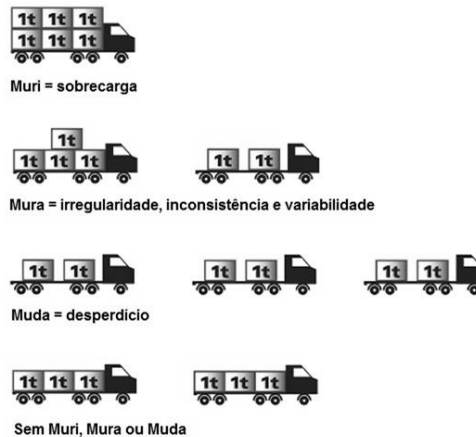 1t 1t 1t
1t 1t 1t
Muri = sobrecarga
1t
1t 1t 1t 1t 1t
Mura = irregularidade, inconsistência e variabilidade
1t 1t 1t 1t 1t 1t
Muda = desperdício
1t 1t 1t 1t 1t 1t
Sem Muri, Mura ou Muda